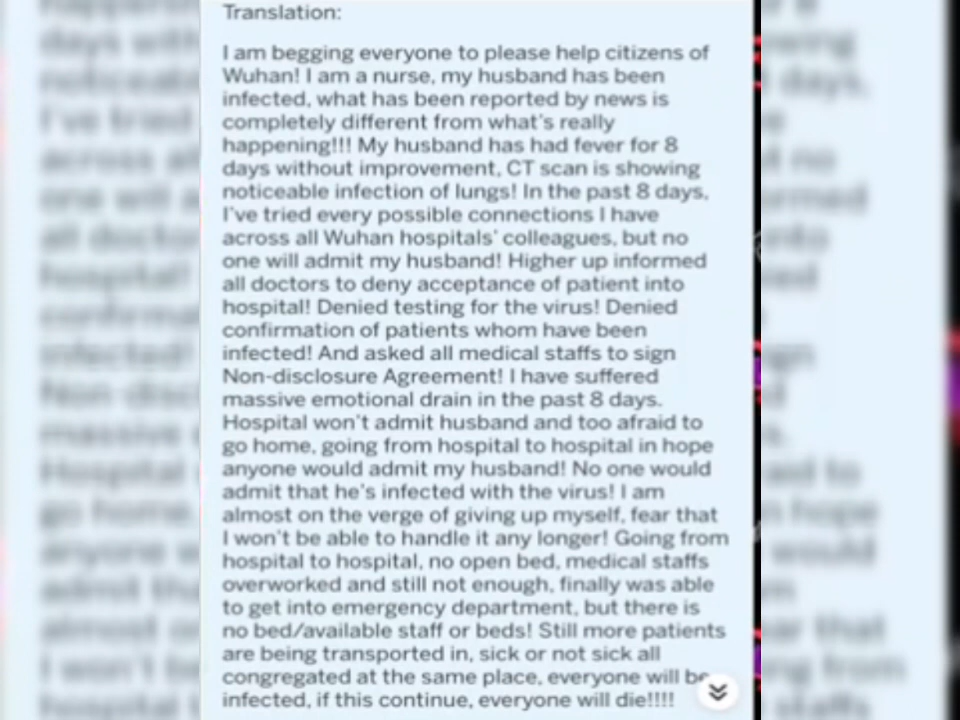 Translation:
I am begging everyone to please help citizens of
Wuhan! I am a nurse, my husband has been
infected, what has been reported by news is
completely different from what's really
happening!!! My husband has had fever for 8
days without improvement, CT scan is showing
noticeable infection of lungs! In the past 8 days,
I've tried every possible connections I have
across all Wuhan hospitals' colleagues, but no
one will admit my husband! Higher up informed
all doctors to deny acceptance of patient into
hospital! Denied testing for the virus! Denied
confirmation of patients whom have been
infected! And asked all medical staffs to sign
Non-disclosure Agreement! I have suffered
massive emotional drain in the past 8 days.
Hospital won't admit husband and too afraid to
go home, going from hospital to hospital in hope
anyone would admit my husband! No one would
admit that he's infected with the virus! I am
almost on the verge of giving up myself, fear that
I won't be able to handle it any longer! Going from
hospital to hospital, no open bed, medical staffs
overworked and still not enough, finally was able
to get into emergency department, but there is
no bed/available staff or beds! Still more patients
are being transported in, sick or not sick all
congregated at the same place, everyone will be
infected, if this continue, everyone will die!!!!